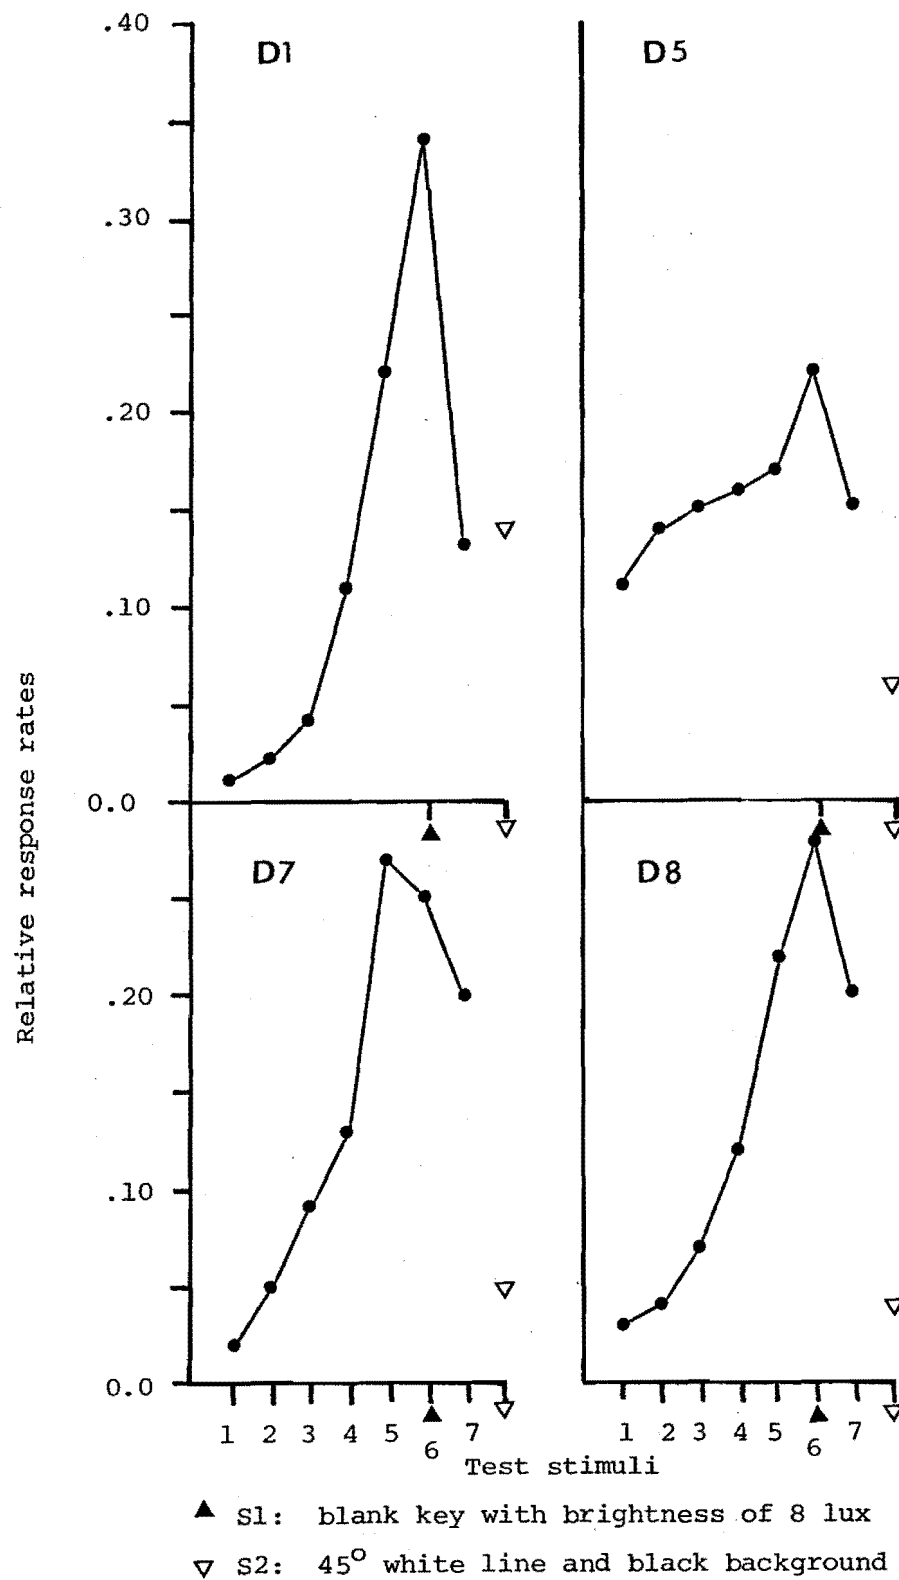 .40
D1
D5
.30
.20
.10
0.0
Relative response rates
D7
D8
.20
.10
0.0
1 2 3 4 5 6 7
1 2 3 4 5 6 7
Test stimuli
▲ S1: blank key with brightness of 8 lux
▽ S2: 45° white line and black background